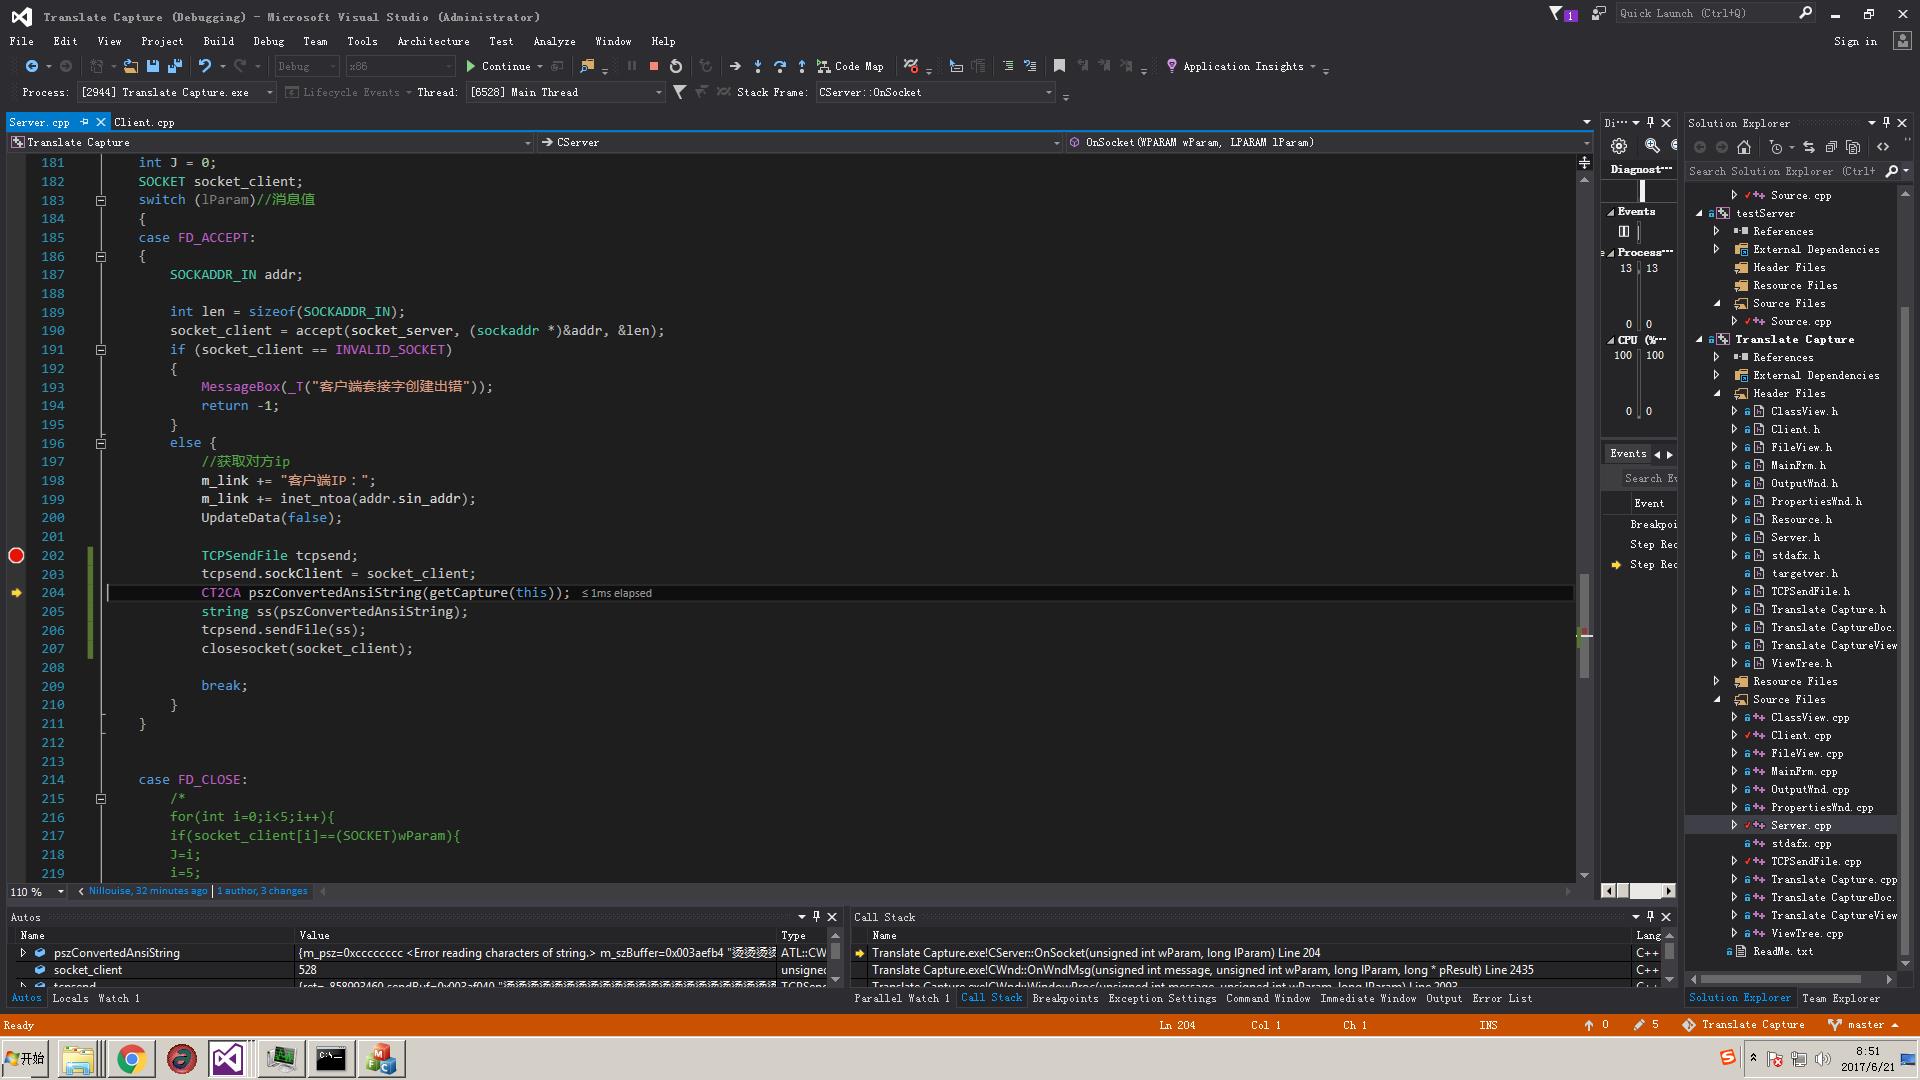 Translate Capture (Debugging) - Microsoft Visual Studio (Administrator)
1
Quick Launch (Ctrl+Q)
File Edit View Project Build Debug Team Tools Architecture Test Analyze Window Help
Sign in
Debug x86 Continue Code Map Application Insights
Process: [2944] Translate Capture.exe Lifecycle Events Thread: [6528] Main Thread Stack Frame: CServer::OnSocket
Server.cpp Client.cpp
Translate Capture CServer OnSocket(WPARAM wParam, LPARAM lParam)
181 int J = 0;
182 SOCKET socket_client;
183 switch (lParam)//消息值
184 {
185 case FD_ACCEPT:
186 {
187 SOCKADDR_IN addr;
188
189 int len = sizeof(SOCKADDR_IN);
190 socket_client = accept(socket_server, (sockaddr *)&addr, &len);
191 if (socket_client == INVALID_SOCKET)
192 {
193 MessageBox(_T("客户端套接字创建出错"));
194 return -1;
195 }
196 else {
197 //获取对方ip
198 m_link += "客户端IP：";
199 m_link += inet_ntoa(addr.sin_addr);
200 UpdateData(false);
201
202 TCPSendFile tcpsend;
203 tcpsend.sockClient = socket_client;
204 CT2CA pszConvertedAnsiString(getCapture(this)); ≤ 1ms elapsed
205 string ss(pszConvertedAnsiString);
206 tcpsend.sendFile(ss);
207 closesocket(socket_client);
208
209 break;
210 }
211 }
212
213
214 case FD_CLOSE:
215 /*
216 for(int i=0;i<5;i++){
217 if(socket_client[i]==(SOCKET)wParam){
218 J=i;
219 i=5;
110 % Nillouise, 32 minutes ago | 1 author, 3 changes
Autos
Name Value Type
pszConvertedAnsiString {m_psz=0xcccccccc <Error reading characters of string.> m_szBuffer=0x003aefb4 "烫烫烫烫 ATL::CW
socket_client 528 unsigned
Autos Locals Watch 1
Call Stack
Name Lang
Translate Capture.exe!CServer::OnSocket(unsigned int wParam, long lParam) Line 204 C++
Translate Capture.exe!CWnd::OnWndMsg(unsigned int message, unsigned int wParam, long lParam, long * pResult) Line 2435 C++
Translate Capture.exe!CWnd::WindowProc(unsigned int message, unsigned int wParam, long lParam) Line 2093
Parallel Watch 1 Call Stack Breakpoints Exception Settings Command Window Immediate Window Output Error List
Di...
Diagnost...
Events
Process...
13 13
0 0
CPU (%...
100 100
0 0
Events
Search Ev
Event
Breakpoi
Step Rec
Step Rec
Solution Explorer
Search Solution Explorer (Ctrl+
Source.cpp
testServer
References
External Dependencies
Header Files
Resource Files
Source Files
Source.cpp
Translate Capture
References
External Dependencies
Header Files
ClassView.h
Client.h
FileView.h
MainFrm.h
OutputWnd.h
PropertiesWnd.h
Resource.h
Server.h
stdafx.h
targetver.h
TCPSendFile.h
Translate Capture.h
Translate CaptureDoc.
Translate CaptureView
ViewTree.h
Resource Files
Source Files
ClassView.cpp
Client.cpp
FileView.cpp
MainFrm.cpp
OutputWnd.cpp
PropertiesWnd.cpp
Server.cpp
stdafx.cpp
TCPSendFile.cpp
Translate Capture.cpp
Translate CaptureDoc.
Translate CaptureView
ViewTree.cpp
ReadMe.txt
Solution Explorer Team Explorer
Ready Ln 204 Col 1 Ch 1 INS 0 5 Translate Capture master
开始
8:51
2017/6/21